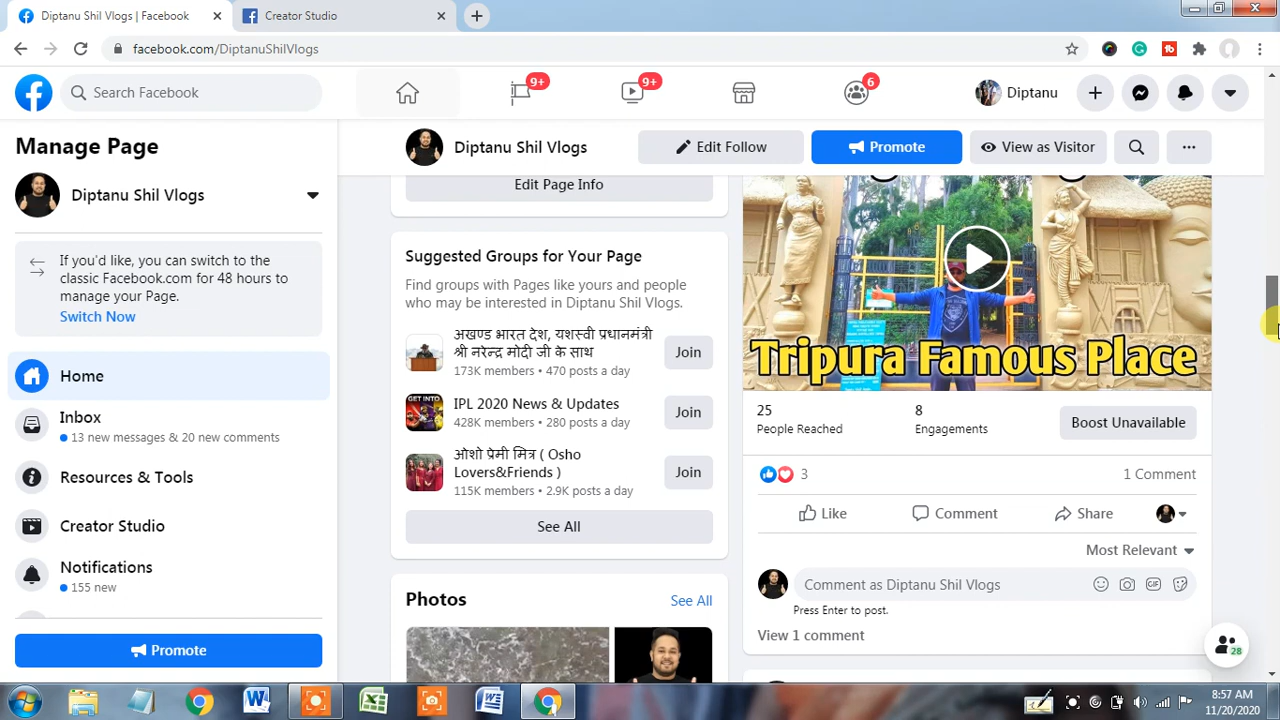 Diptanu Shil Vlogs | Facebook
Creator Studio
facebook.com/DiptanuShilVlogs
Search Facebook
9+
9+
6
Diptanu
Manage Page
Diptanu Shil Vlogs
If you'd like, you can switch to the
classic Facebook.com for 48 hours to
manage your Page.
Switch Now
Home
Inbox
13 new messages & 20 new comments
Resources & Tools
Creator Studio
Notifications
155 new
Promote
Diptanu Shil Vlogs
Edit Follow
Promote
View as Visitor
Edit Page Info
Suggested Groups for Your Page
Find groups with Pages like yours and people
who may be interested in Diptanu Shil Vlogs.
अखण्ड भारत देश, यशस्वी प्रधानमंत्री
श्री नरेन्द्र मोदी जी के साथ
173K members • 470 posts a day
Join
GET INTO
IPL 2020 News & Updates
428K members • 280 posts a day
Join
ओशो प्रेमी मित्र ( Osho
Lovers&Friends )
115K members • 2.9K posts a day
Join
See All
Photos
See All
Tripura Famous Place
25
People Reached
8
Engagements
Boost Unavailable
3
1 Comment
Like
Comment
Share
Most Relevant
Comment as Diptanu Shil Vlogs
GIF
Press Enter to post.
View 1 comment
28
8:57 AM
11/20/2020